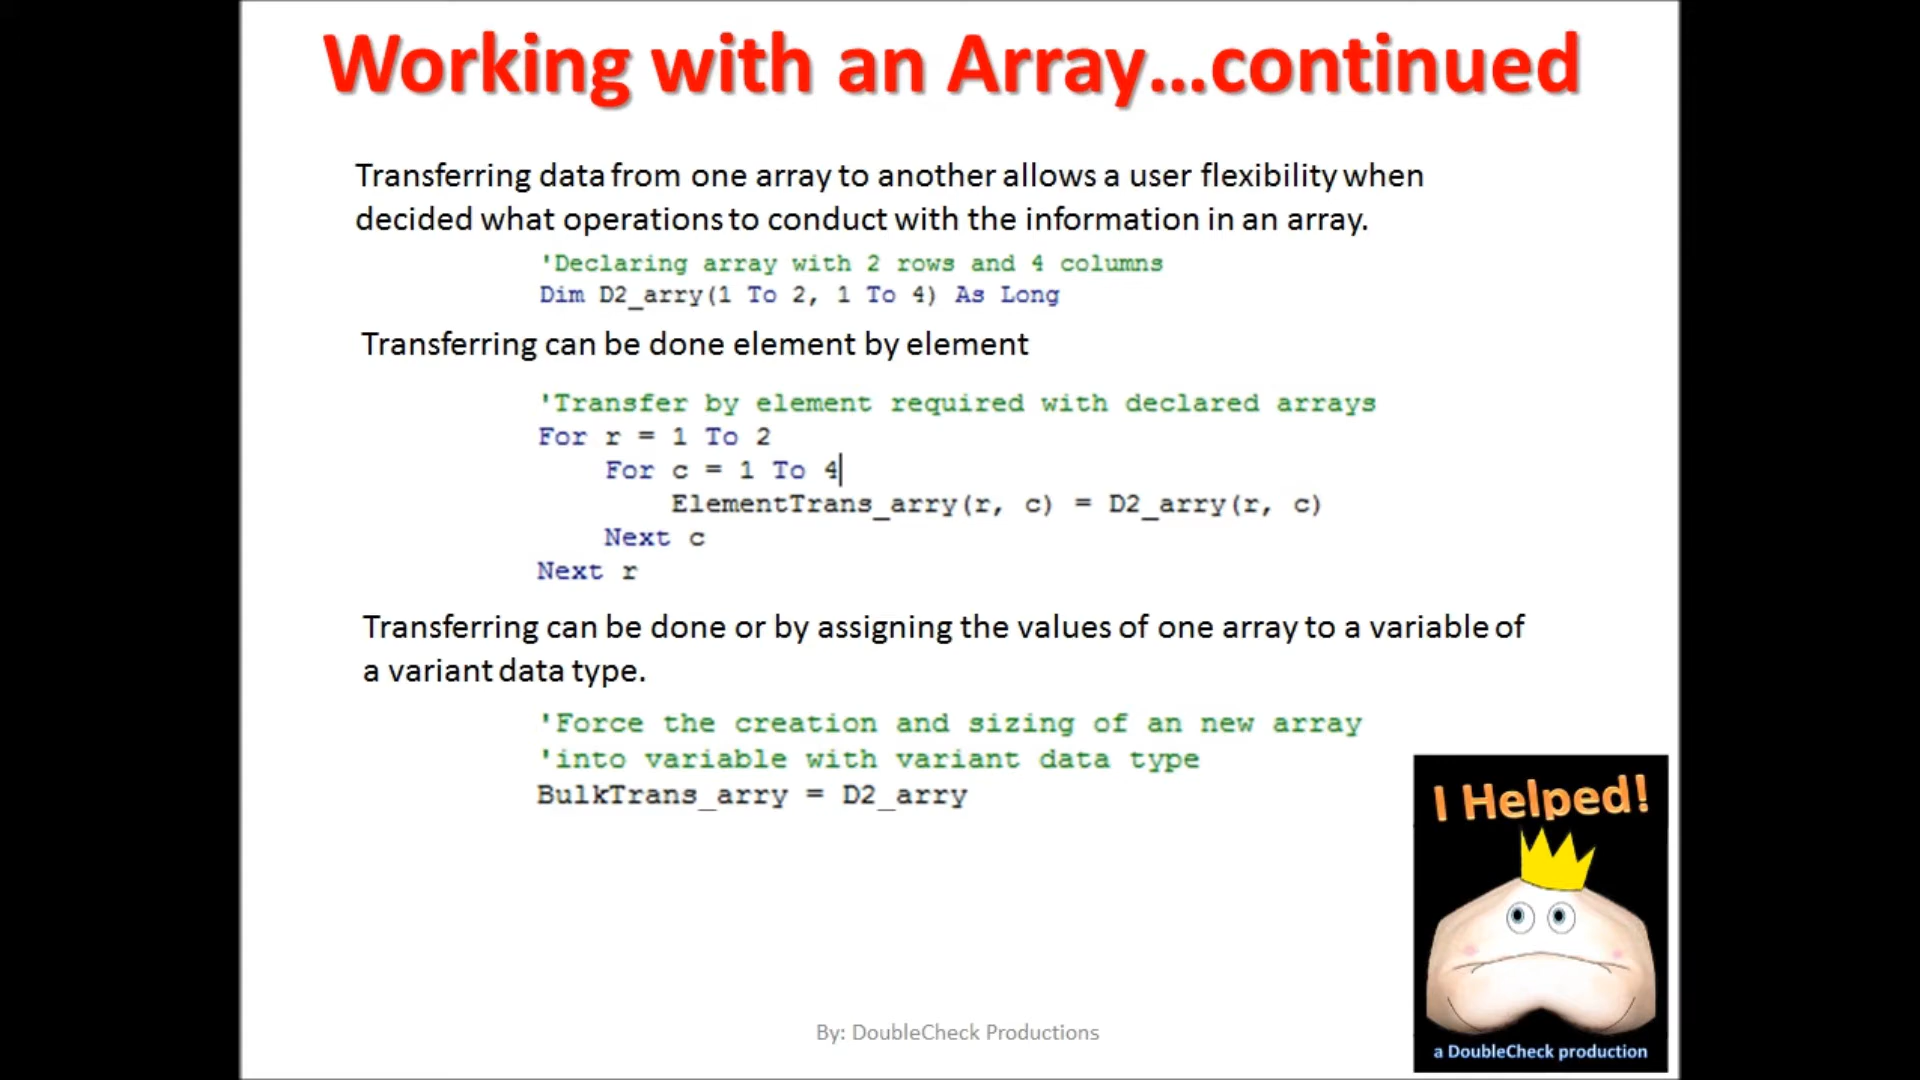 Working with an Array...continued
Transferring data from one array to another allows a user flexibility when
decided what operations to conduct with the information in an array.
'Declaring array with 2 rows and 4 columns
Dim D2_arry(1 To 2, 1 To 4) As Long
Transferring can be done element by element
'Transfer by element required with declared arrays
For r = 1 To 2
For c = 1 To 4
ElementTrans_arry(r, c) = D2_arry(r, c)
Next c
Next r
Transferring can be done or by assigning the values of one array to a variable of
a variant data type.
'Force the creation and sizing of an new array
'into variable with variant data type
BulkTrans_arry = D2_arry
I Helped!
a DoubleCheck production
By: DoubleCheck Productions